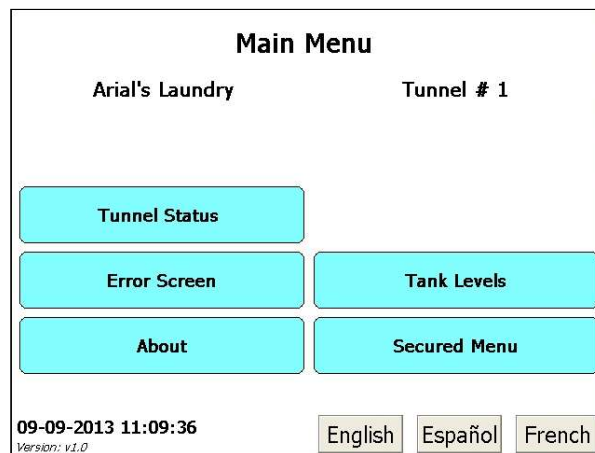 Main Menu
Arial's Laundry Tunnel # 1
Tunnel Status
Error Screen Tank Levels
About Secured Menu
09-09-2013 11:09:36
Version: v1.0
English Español French